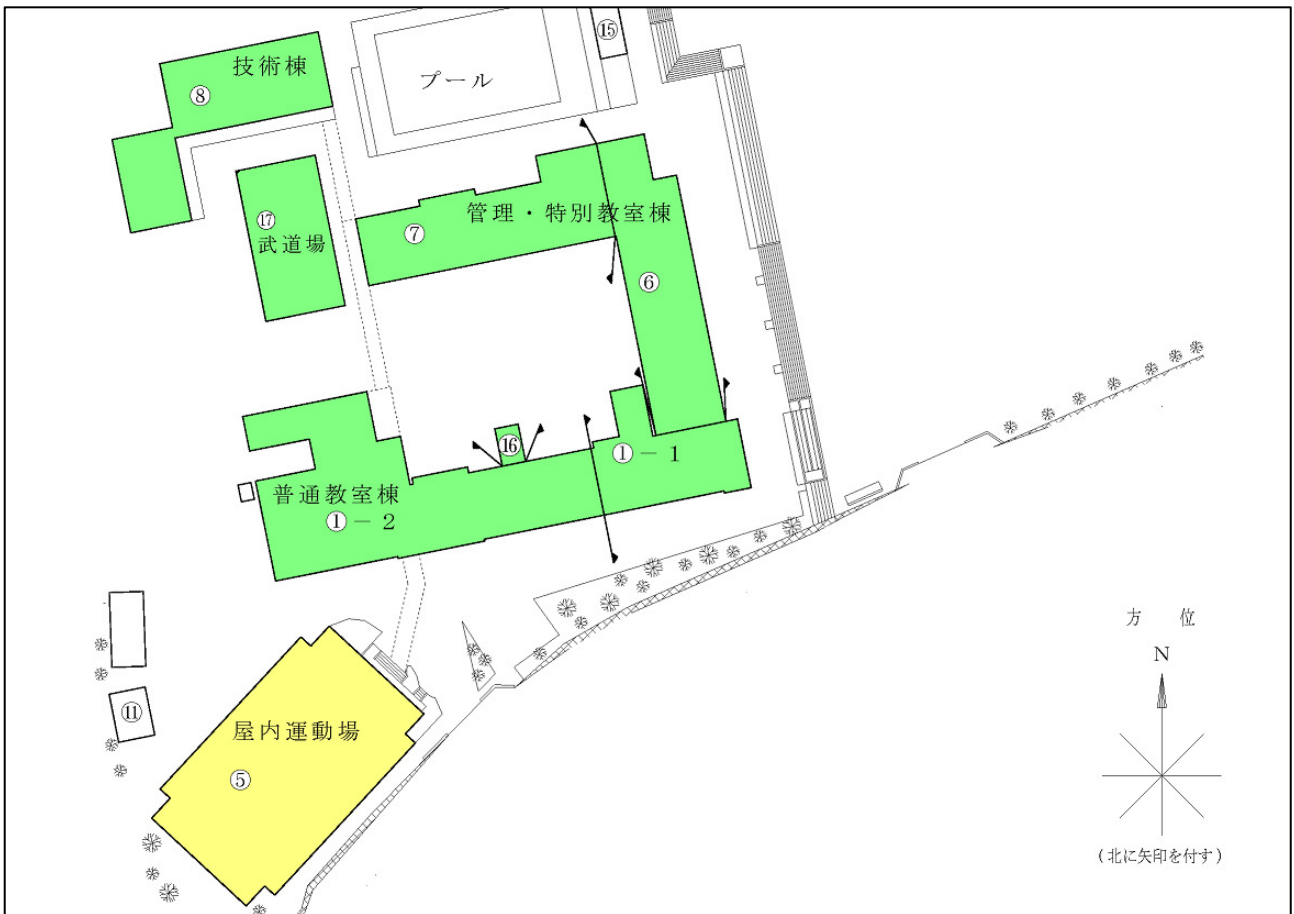 ⑮
技術棟
プール
⑧
管理・特別教室棟
⑰
武道場
⑦
⑥
⑯
①－1
普通教室棟
①－2
方位
N
⑪
屋内運動場
⑤
(北に矢印を付す)